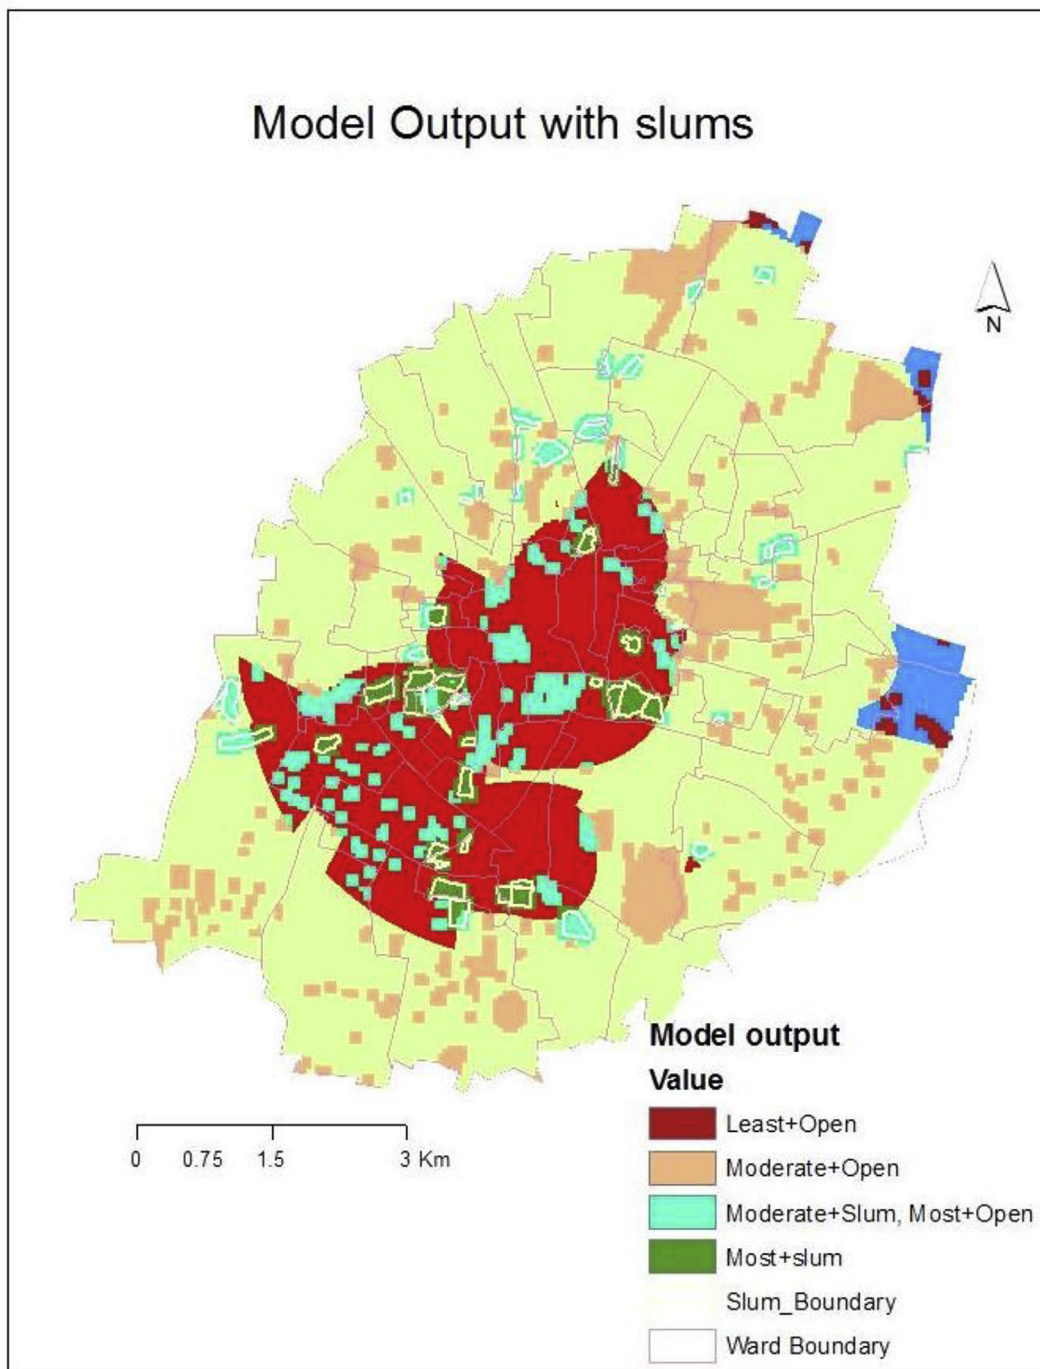 Model Output with slums
N
Model output
Value
Least+Open
Moderate+Open
Moderate+Slum, Most+Open
Most+slum
Slum_Boundary
Ward Boundary
0 0.75 1.5 3 Km